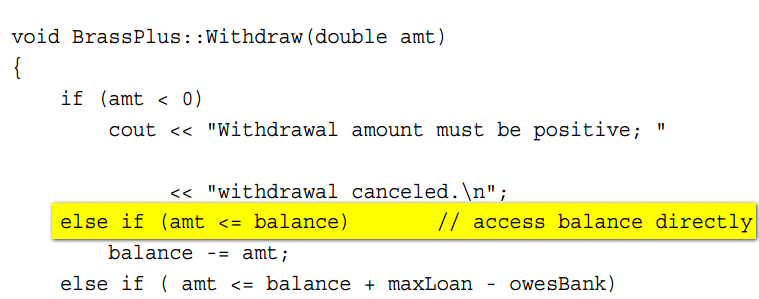 void BrassPlus::Withdraw(double amt)
{
    if (amt < 0)
        cout << "Withdrawal amount must be positive; "
             << "withdrawal canceled.\n";
    else if (amt <= balance)       // access balance directly
        balance -= amt;
    else if ( amt <= balance + maxLoan - owesBank)